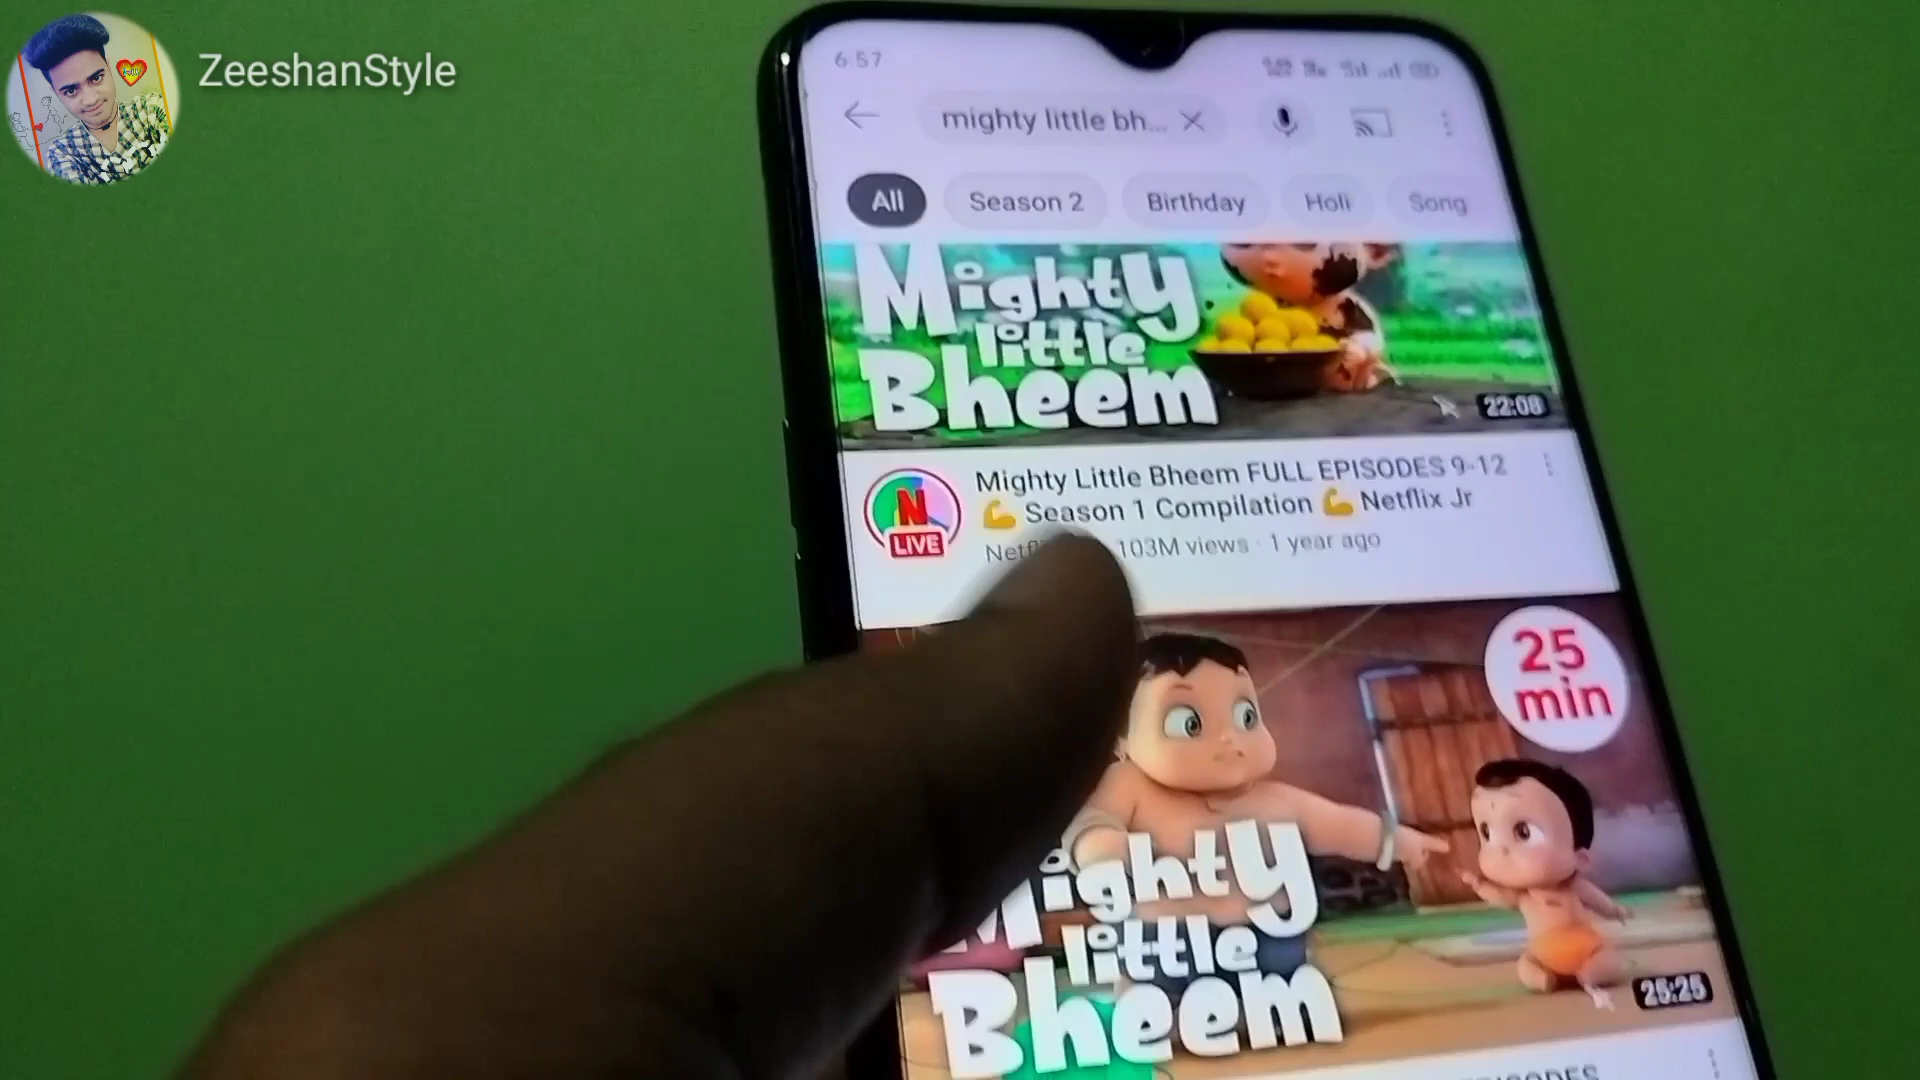 ZeeshanStyle
6:57
mighty little bh...
All
Season 2
Birthday
Holi
Song
Mighty
little
Bheem
22:08
Mighty Little Bheem FULL EPISODES 9-12
💪 Season 1 Compilation 💪 Netflix Jr
103M views · 1 year ago
N
LIVE
25
min
Mighty
little
Bheem
25:25